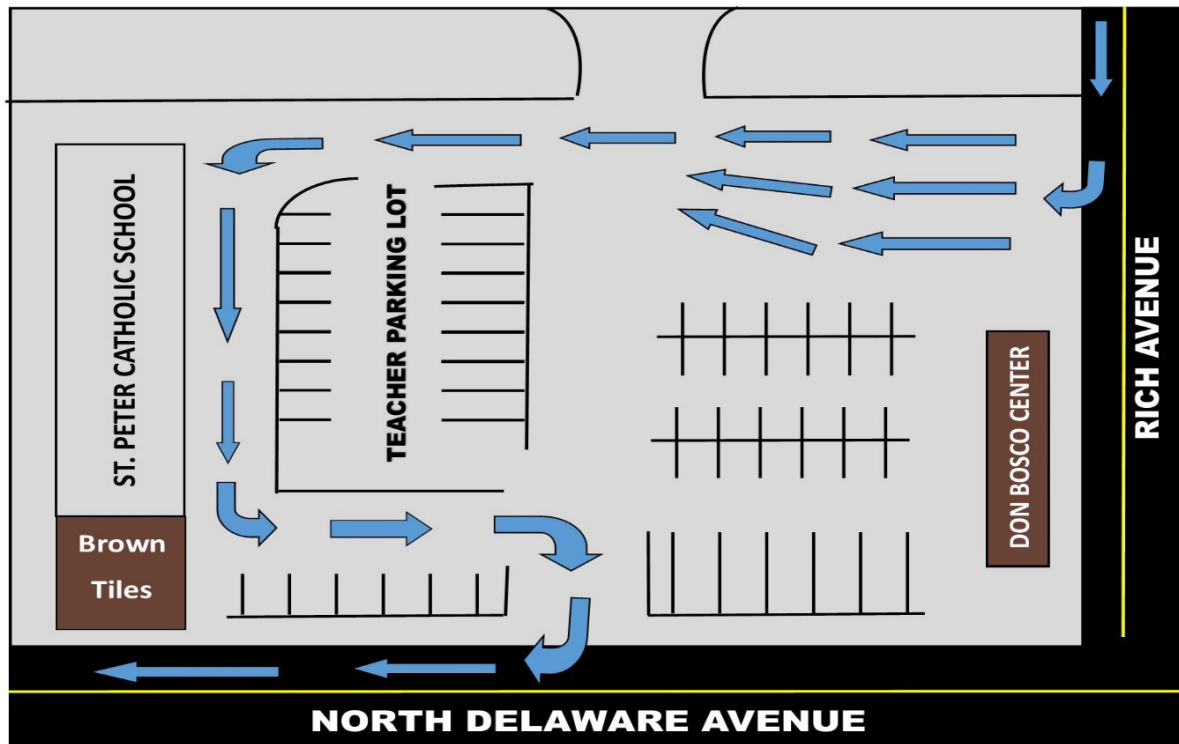 ST. PETER CATHOLIC SCHOOL
TEACHER PARKING LOT
RICH AVENUE
DON BOSCO CENTER
Brown
Tiles
NORTH DELAWARE AVENUE